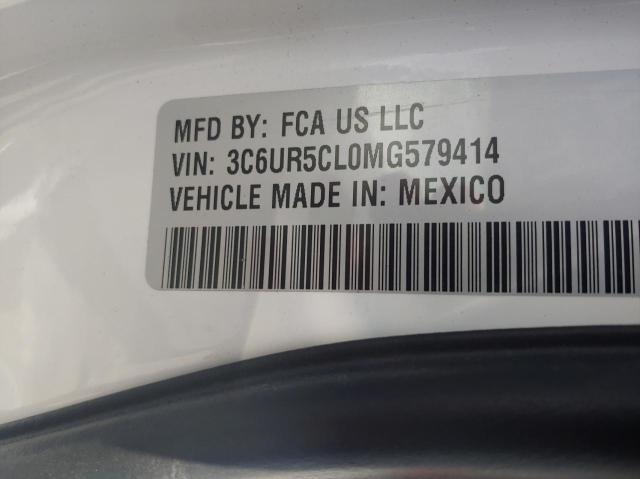 MFD BY: FCA US LLC
VIN: 3C6UR5CL0MG579414
VEHICLE MADE IN: MEXICO